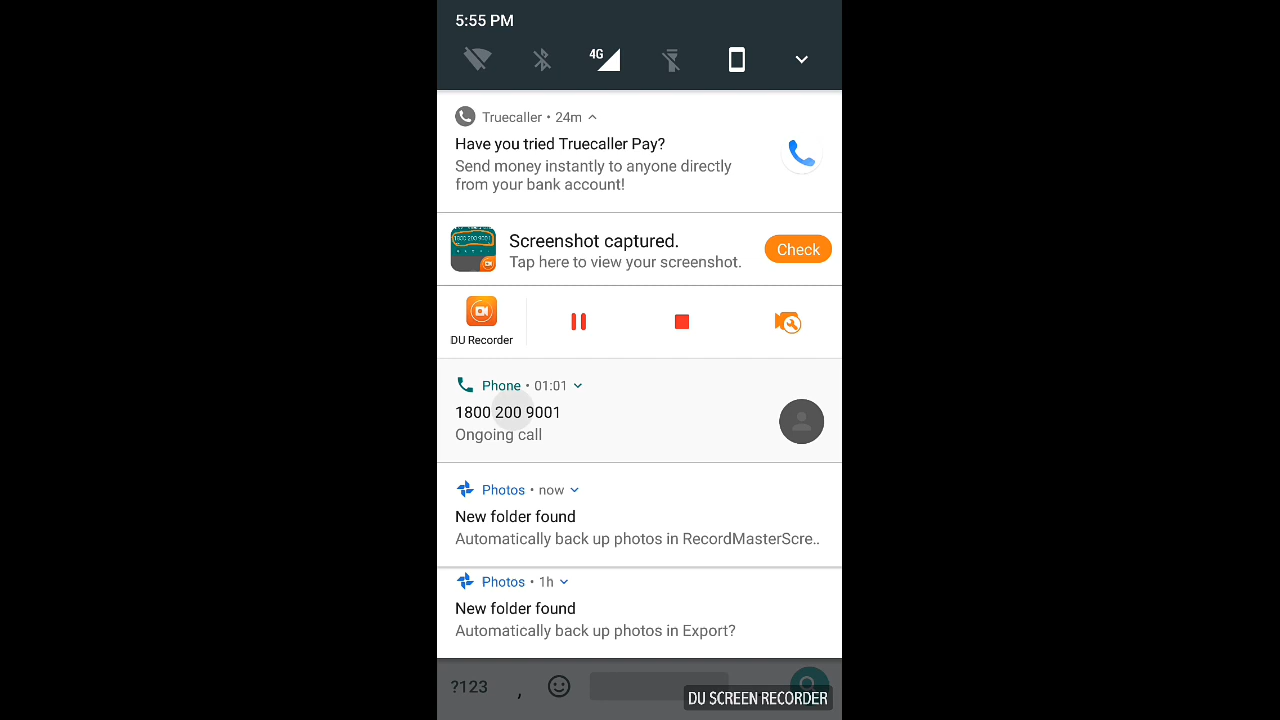 5:55 PM
4G
Truecaller • 24m
Have you tried Truecaller Pay?
Send money instantly to anyone directly
from your bank account!
1800 200 9001
Screenshot captured.
Tap here to view your screenshot.
Check
DU Recorder
Phone • 01:01
1800 200 9001
Ongoing call
Photos • now
New folder found
Automatically back up photos in RecordMasterScre..
Photos • 1h
New folder found
Automatically back up photos in Export?
?123 ,
DU SCREEN RECORDER